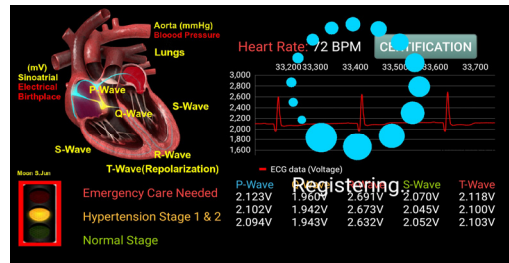 Aorta (mmHg)
Bloood Pressure
Lungs
(mV)
Sinoatrial
Electrical
Birthplace
P-Wave
Q-Wave
S-Wave
S-Wave
R-Wave
T-Wave(Repolarization)
Moon S.Jun
Emergency Care Needed
Hypertension Stage 1 & 2
Normal Stage
Heart Rate: 72 BPM
CERTIFICATION
33,200 33,300 33,400 33,500 33,600 33,700
3,000
2,800
2,600
2,400
2,200
2,000
1,800
1,600
ECG data (Voltage)
Registering..
P-Wave S-Wave T-Wave
2.123V 1.960V 2.691V 2.070V 2.118V
2.102V 1.942V 2.673V 2.045V 2.100V
2.094V 1.943V 2.632V 2.052V 2.103V